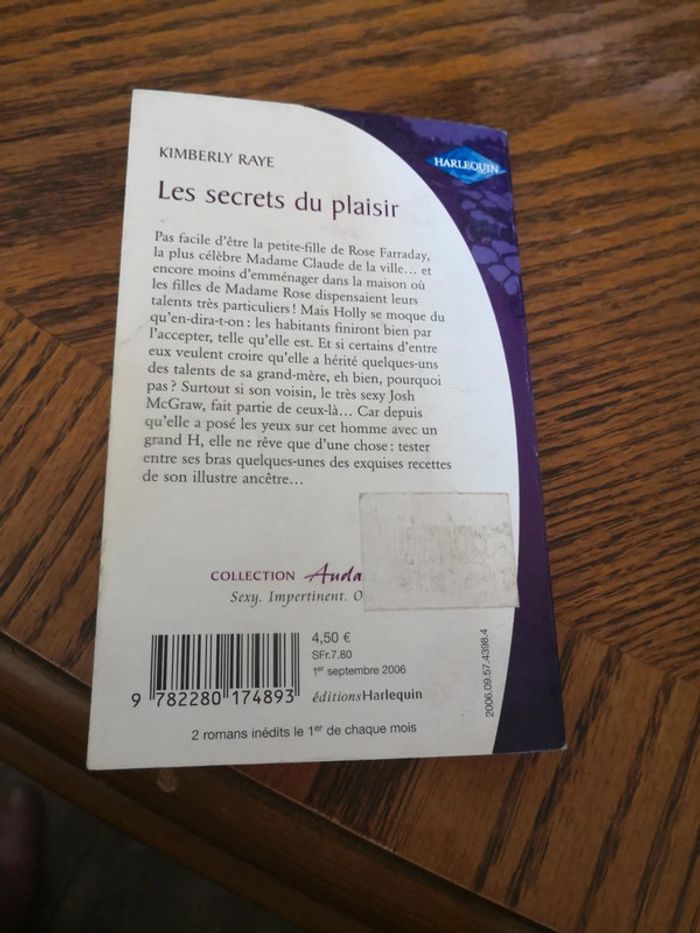 KIMBERLY RAYE
HARLEQUIN
Les secrets du plaisir
Pas facile d'être la petite-fille de Rose Farraday,
la plus célèbre Madame Claude de la ville... et
encore moins d'emménager dans la maison où
les filles de Madame Rose dispensaient leurs
talents très particuliers ! Mais Holly se moque du
qu'en-dira-t-on : les habitants finiront bien par
l'accepter, telle qu'elle est. Et si certains d'entre
eux veulent croire qu'elle a hérité quelques-uns
des talents de sa grand-mère, eh bien, pourquoi
pas ? Surtout si son voisin, le très sexy Josh
McGraw, fait partie de ceux-là... Car depuis
qu'elle a posé les yeux sur cet homme avec un
grand H, elle ne rêve que d'une chose : tester
entre ses bras quelques-unes des exquises recettes
de son illustre ancêtre...
COLLECTION Auda
Sexy. Impertinent. O
4,50 €
SFr.7.80
1er septembre 2006
9 782280 174893
éditionsHarlequin
2006.09.57.4398.4
2 romans inédits le 1er de chaque mois